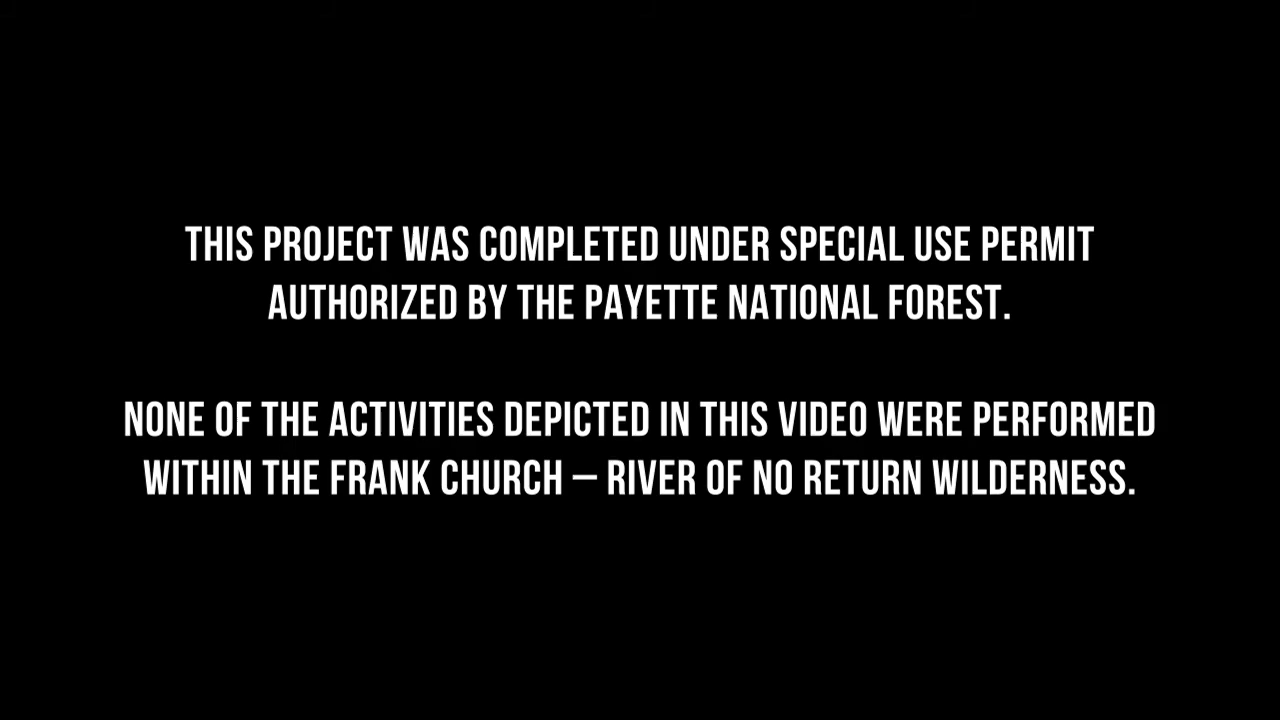 THIS PROJECT WAS COMPLETED UNDER SPECIAL USE PERMIT
AUTHORIZED BY THE PAYETTE NATIONAL FOREST.
NONE OF THE ACTIVITIES DEPICTED IN THIS VIDEO WERE PERFORMED
WITHIN THE FRANK CHURCH – RIVER OF NO RETURN WILDERNESS.